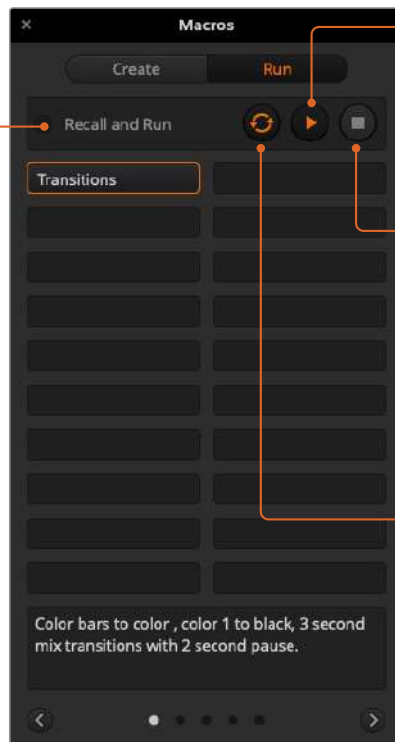 Macros
Create
Run
Recall and Run
Transitions
Color bars to color , color 1 to black, 3 second
mix transitions with 2 second pause.